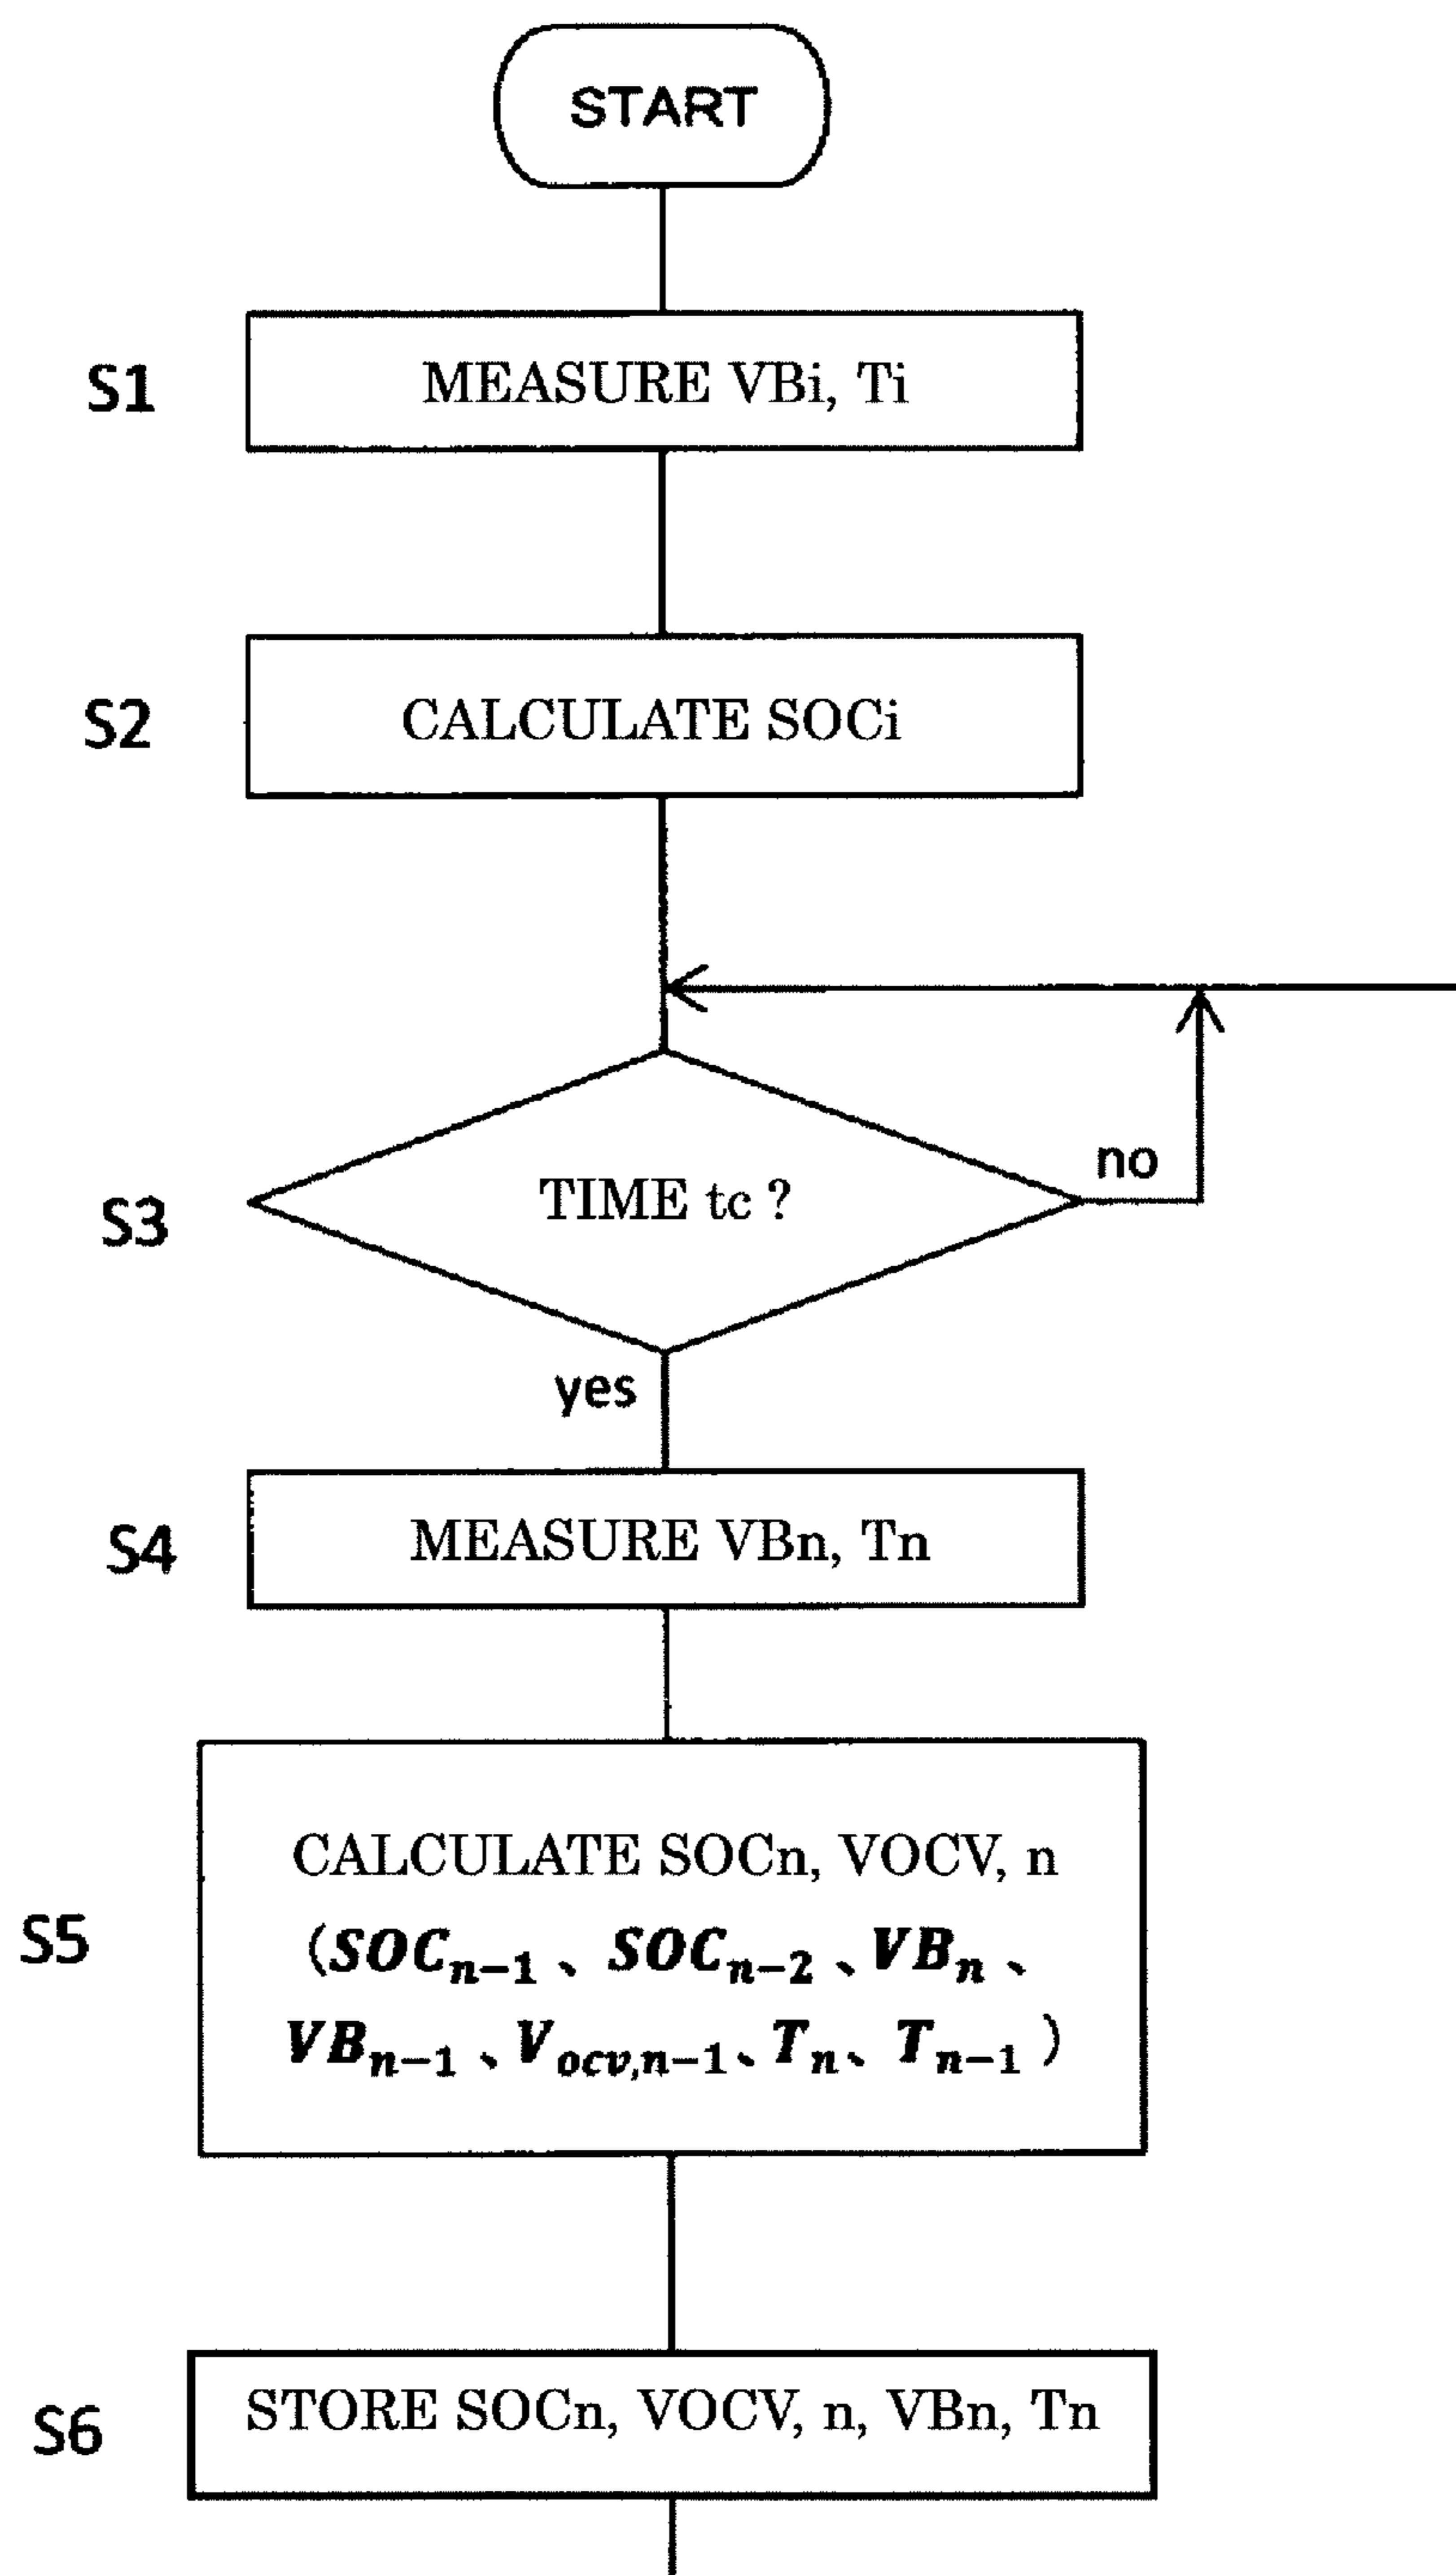 START
S1
MEASURE VBi, Ti
S2
CALCULATE SOCi
S3
TIME tc ?
no
yes
S4
MEASURE VBn, Tn
S5
CALCULATE SOCn, VOCV, n
(SOCn−1、SOCn−2、VBn、
VBn−1、Vocv,n−1、Tn、Tn−1)
S6
STORE SOCn, VOCV, n, VBn, Tn